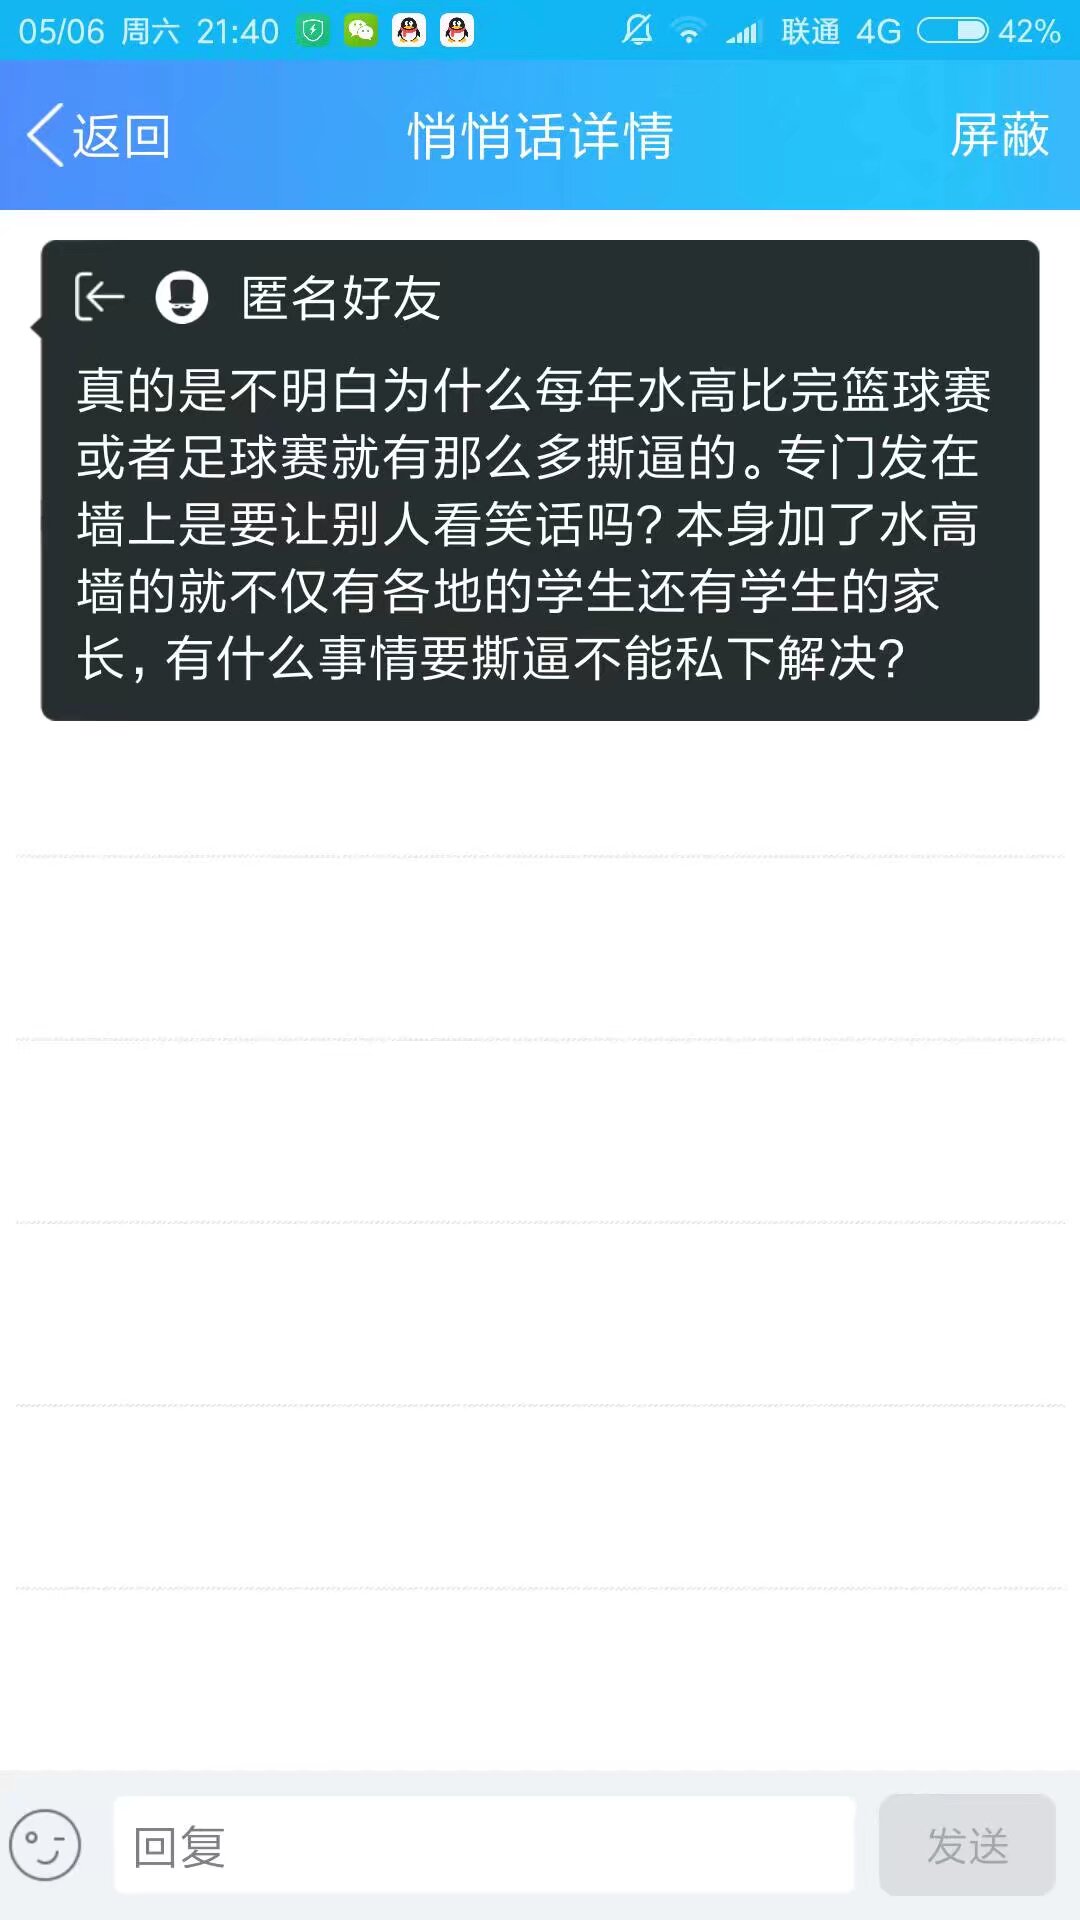 05/06 周六 21:40 联通 4G 42%
返回 悄悄话详情 屏蔽
匿名好友
真的是不明白为什么每年水高比完篮球赛
或者足球赛就有那么多撕逼的。专门发在
墙上是要让别人看笑话吗？本身加了水高
墙的就不仅有各地的学生还有学生的家
长，有什么事情要撕逼不能私下解决？
回复 发送